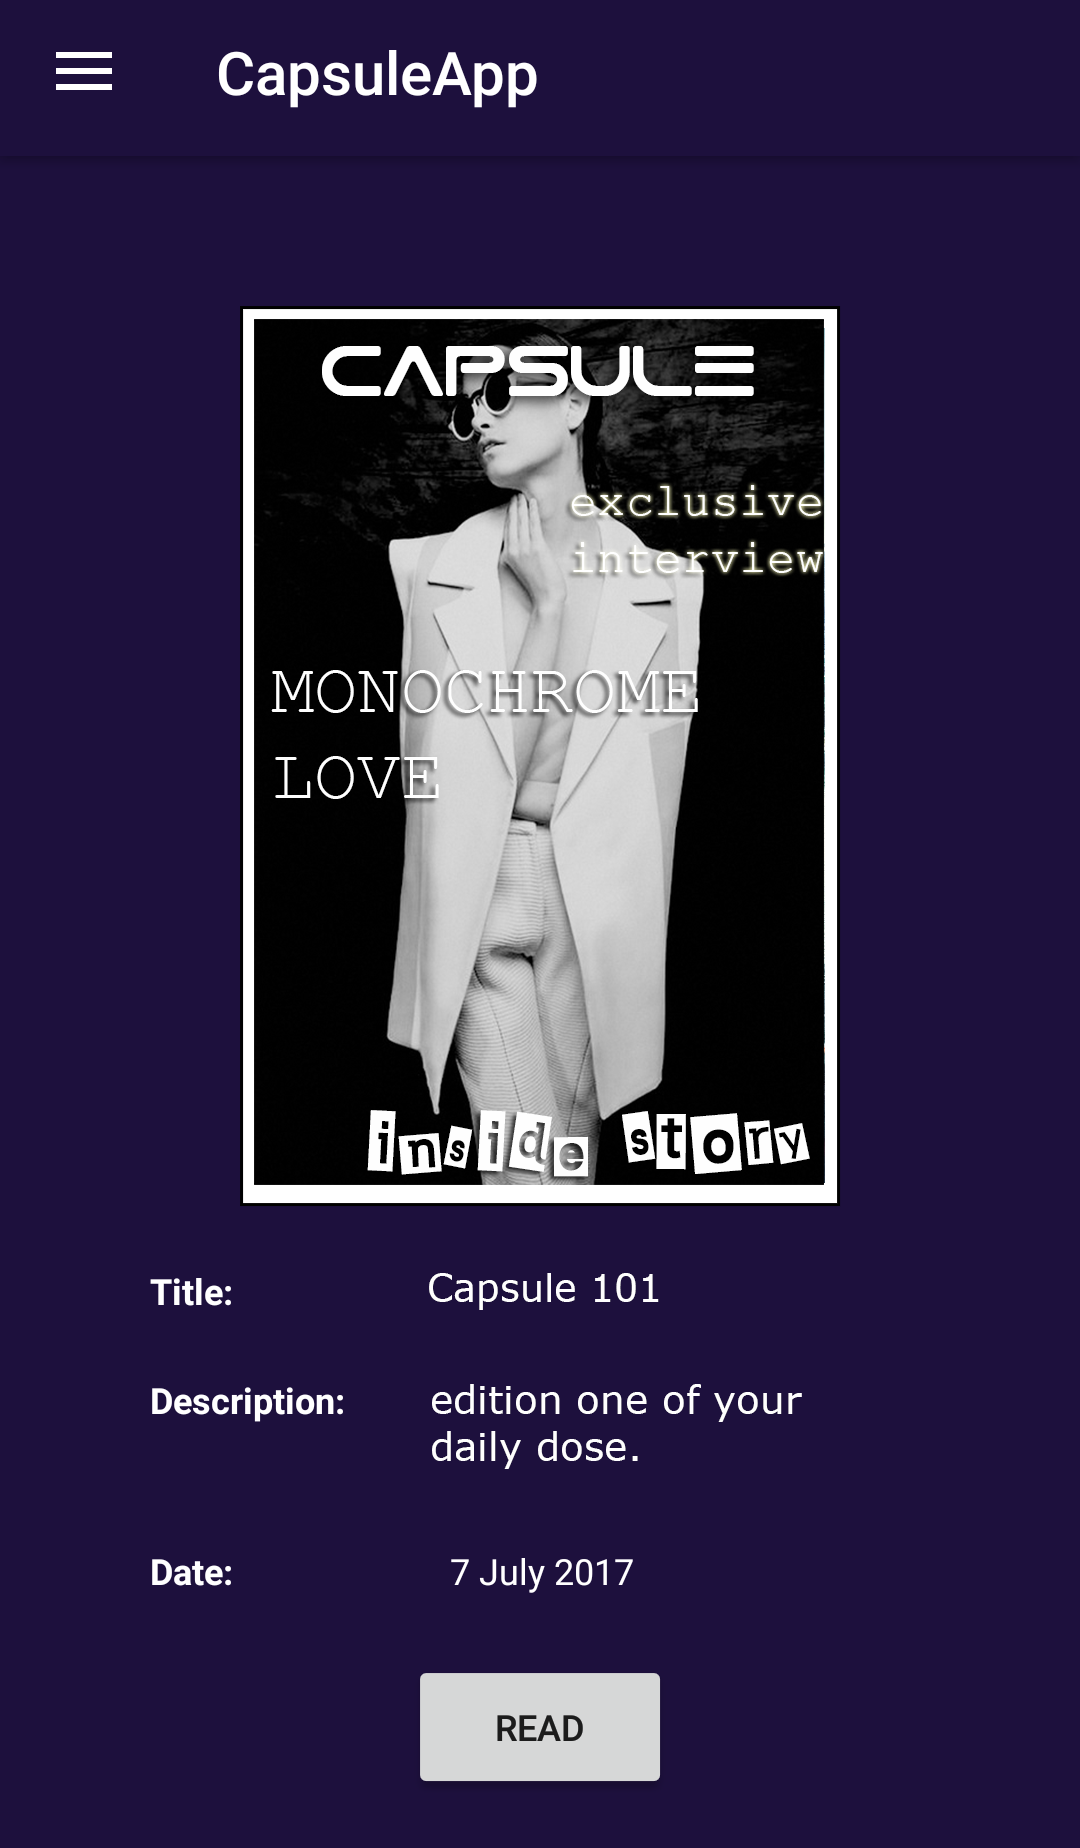 CapsuleApp
CAPSULE
exclusive
interview
MONOCHROME
LOVE
inside story
Title: Capsule 101
Description: edition one of your
daily dose.
Date: 7 July 2017
READ